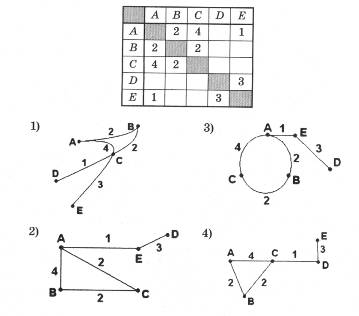 A B C D E
A 2 4 1
B 2 2
C 4 2
D 3
E 1 3
1)
A 2 B
4 2
D 1 C
3
E
3)
A 1 E
4 2 3
C B D
2
2)
A 1 E 3 D
4 2
B 2 C
4)
E
3
A 4 C 1 D
2 2
B